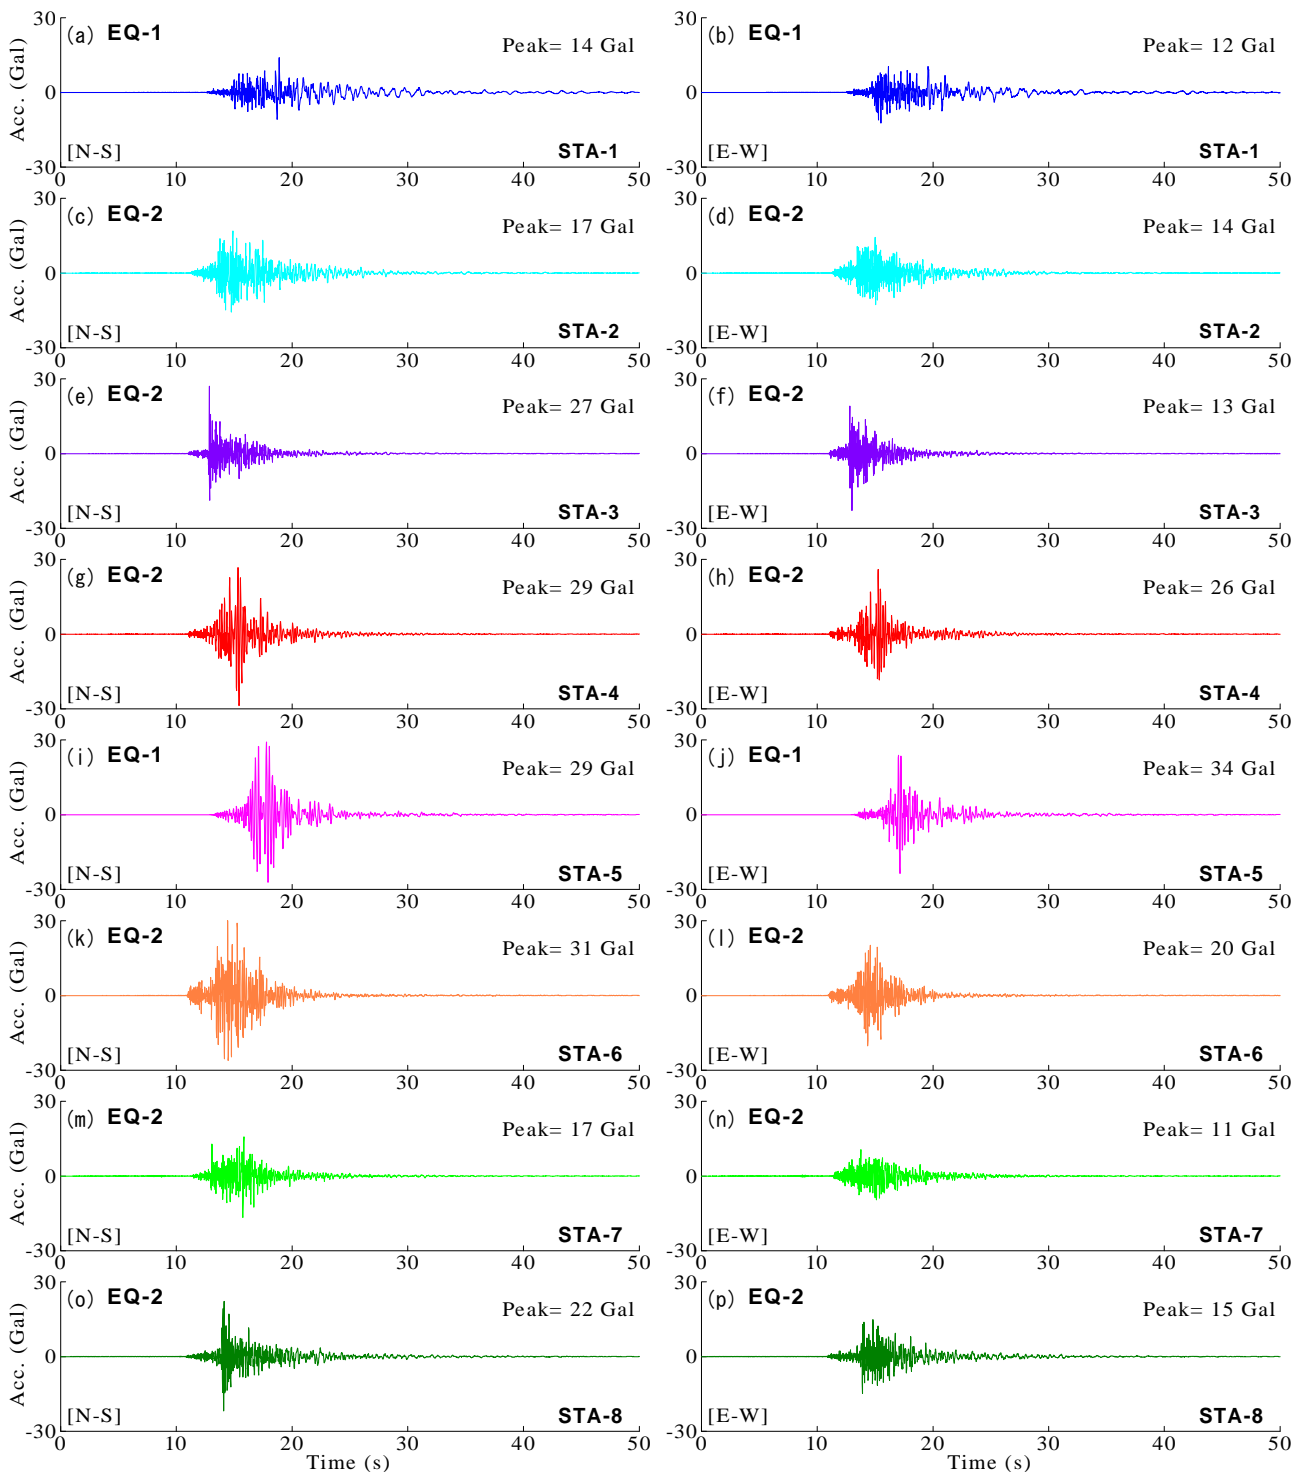 30
(a) EQ-1
Peak= 14 Gal
Acc. (Gal)
0
[N-S]
STA-1
-30
0 10 20 30 40 50
30
(b) EQ-1
Peak= 12 Gal
0
[E-W]
STA-1
-30
0 10 20 30 40 50
30
(c) EQ-2
Peak= 17 Gal
Acc. (Gal)
0
[N-S]
STA-2
-30
0 10 20 30 40 50
30
(d) EQ-2
Peak= 14 Gal
0
[E-W]
STA-2
-30
0 10 20 30 40 50
30
(e) EQ-2
Peak= 27 Gal
Acc. (Gal)
0
[N-S]
STA-3
-30
0 10 20 30 40 50
30
(f) EQ-2
Peak= 13 Gal
0
[E-W]
STA-3
-30
0 10 20 30 40 50
30
(g) EQ-2
Peak= 29 Gal
Acc. (Gal)
0
[N-S]
STA-4
-30
0 10 20 30 40 50
30
(h) EQ-2
Peak= 26 Gal
0
[E-W]
STA-4
-30
0 10 20 30 40 50
30
(i) EQ-1
Peak= 29 Gal
Acc. (Gal)
0
[N-S]
STA-5
-30
0 10 20 30 40 50
30
(j) EQ-1
Peak= 34 Gal
0
[E-W]
STA-5
-30
0 10 20 30 40 50
30
(k) EQ-2
Peak= 31 Gal
Acc. (Gal)
0
[N-S]
STA-6
-30
0 10 20 30 40 50
30
(l) EQ-2
Peak= 20 Gal
0
[E-W]
STA-6
-30
0 10 20 30 40 50
30
(m) EQ-2
Peak= 17 Gal
Acc. (Gal)
0
[N-S]
STA-7
-30
0 10 20 30 40 50
30
(n) EQ-2
Peak= 11 Gal
0
[E-W]
STA-7
-30
0 10 20 30 40 50
30
(o) EQ-2
Peak= 22 Gal
Acc. (Gal)
0
[N-S]
STA-8
-30
0 10 20 30 40 50
Time (s)
30
(p) EQ-2
Peak= 15 Gal
0
[E-W]
STA-8
-30
0 10 20 30 40 50
Time (s)